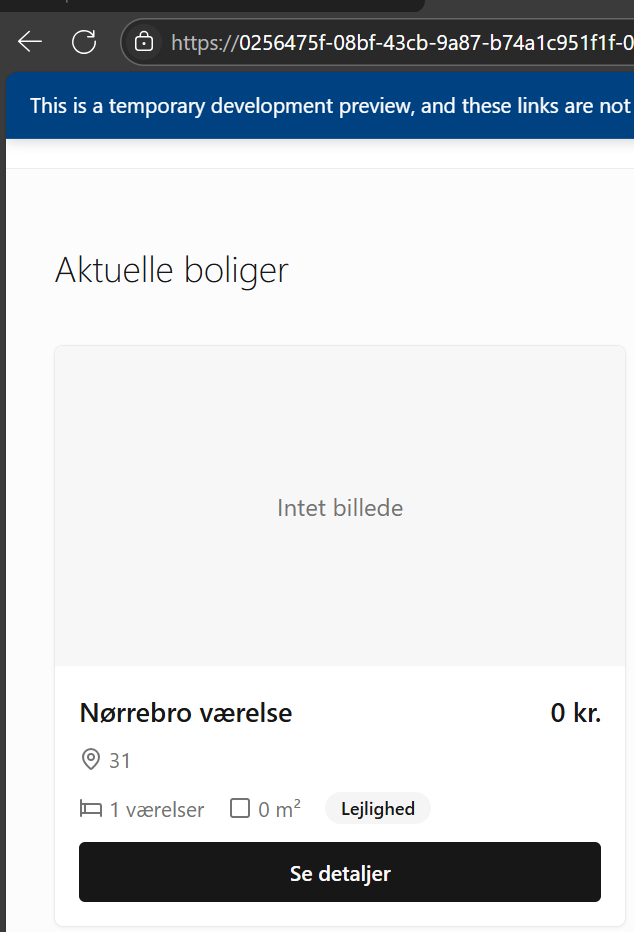 https://0256475f-08bf-43cb-9a87-b74a1c951f1f-0
This is a temporary development preview, and these links are not
Aktuelle boliger
Intet billede
Nørrebro værelse 0 kr.
31
1 værelser 0 m² Lejlighed
Se detaljer